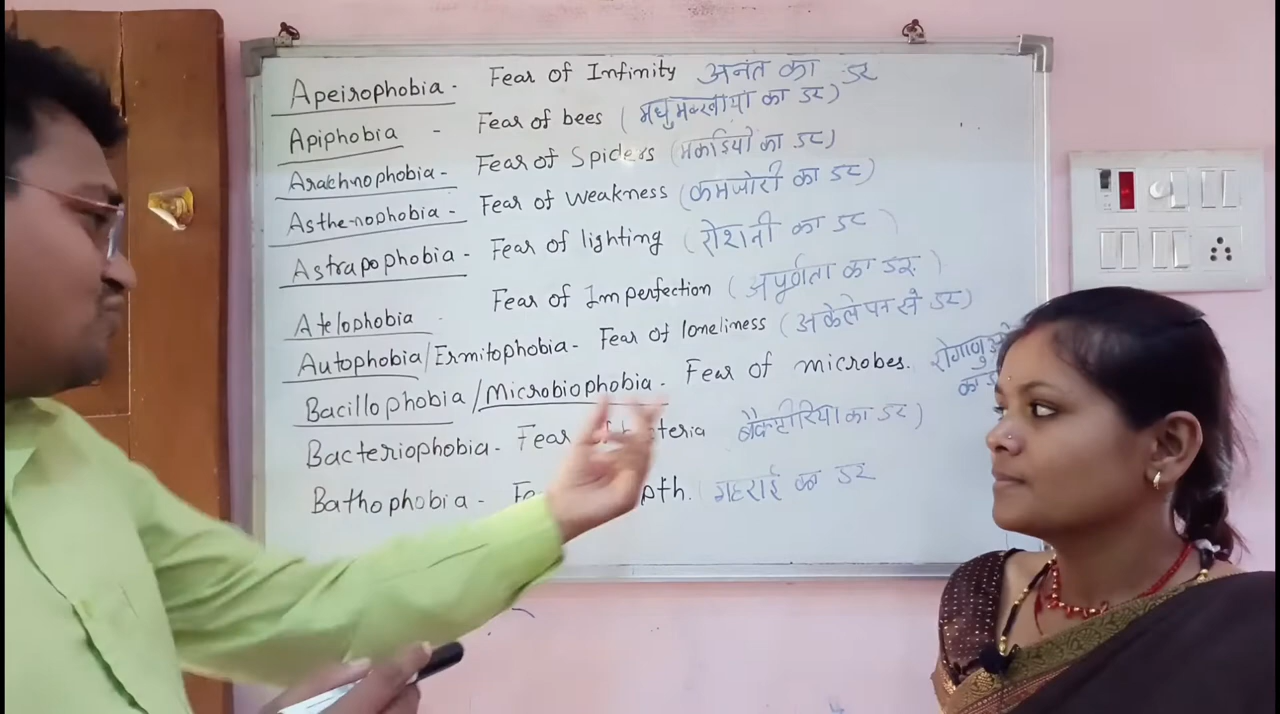 Apeirophobia - Fear of Infinity अनंत का डर
Apiphobia - Fear of bees (मधुमक्खीयों का डर)
Arachnophobia - Fear of Spiders (मकडियों का डर)
Asthenophobia - Fear of weakness (कमजोरी का डर)
Astrapophobia - Fear of lighting (रोशनी का डर)
Atelophobia Fear of Imperfection (अपूर्णता का डर)
Autophobia/Ermitophobia - Fear of loneliness (अकेलेपन से डर)
Bacillophobia/Microbiophobia - Fear of microbes. रोगाणुओं
का
Bacteriophobia - Fear बैक्टीरिया का डर)
Bathophobia - (गहराई का डर